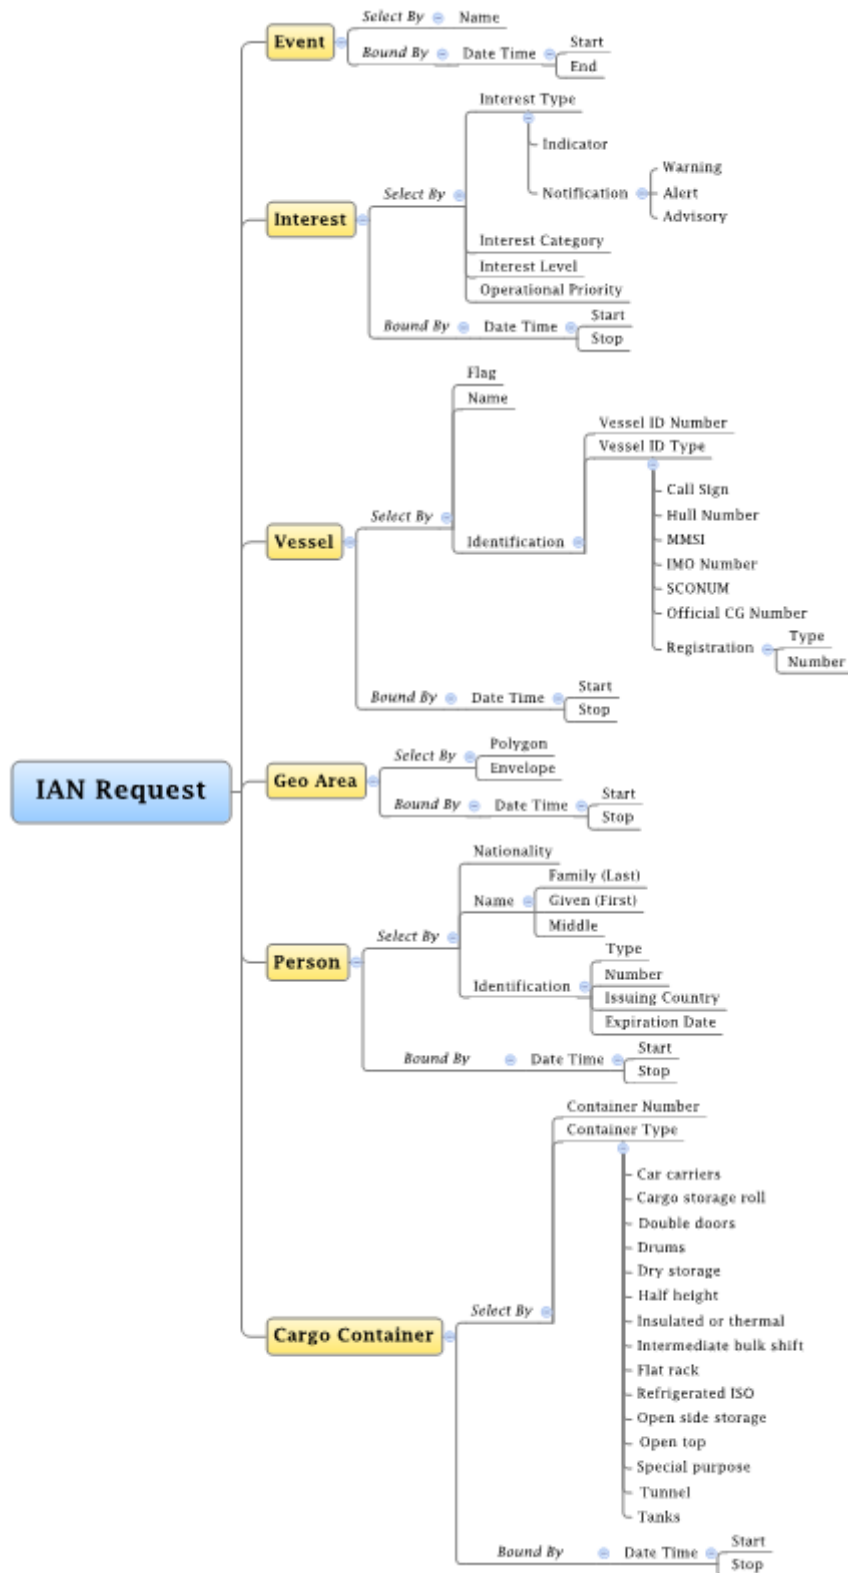 IAN Request
Event
Select By Name
Bound By Date Time
Start
End
Interest
Select By
Interest Type
Indicator
Notification
Warning
Alert
Advisory
Interest Category
Interest Level
Operational Priority
Bound By Date Time
Start
Stop
Vessel
Select By
Flag
Name
Identification
Vessel ID Number
Vessel ID Type
Call Sign
Hull Number
MMSI
IMO Number
SCONUM
Official CG Number
Registration
Type
Number
Bound By Date Time
Start
Stop
Geo Area
Select By
Polygon
Envelope
Bound By Date Time
Start
Stop
Person
Select By
Nationality
Name
Family (Last)
Given (First)
Middle
Identification
Type
Number
Issuing Country
Expiration Date
Bound By Date Time
Start
Stop
Cargo Container
Select By
Container Number
Container Type
Car carriers
Cargo storage roll
Double doors
Drums
Dry storage
Half height
Insulated or thermal
Intermediate bulk shift
Flat rack
Refrigerated ISO
Open side storage
Open top
Special purpose
Tunnel
Tanks
Bound By Date Time
Start
Stop